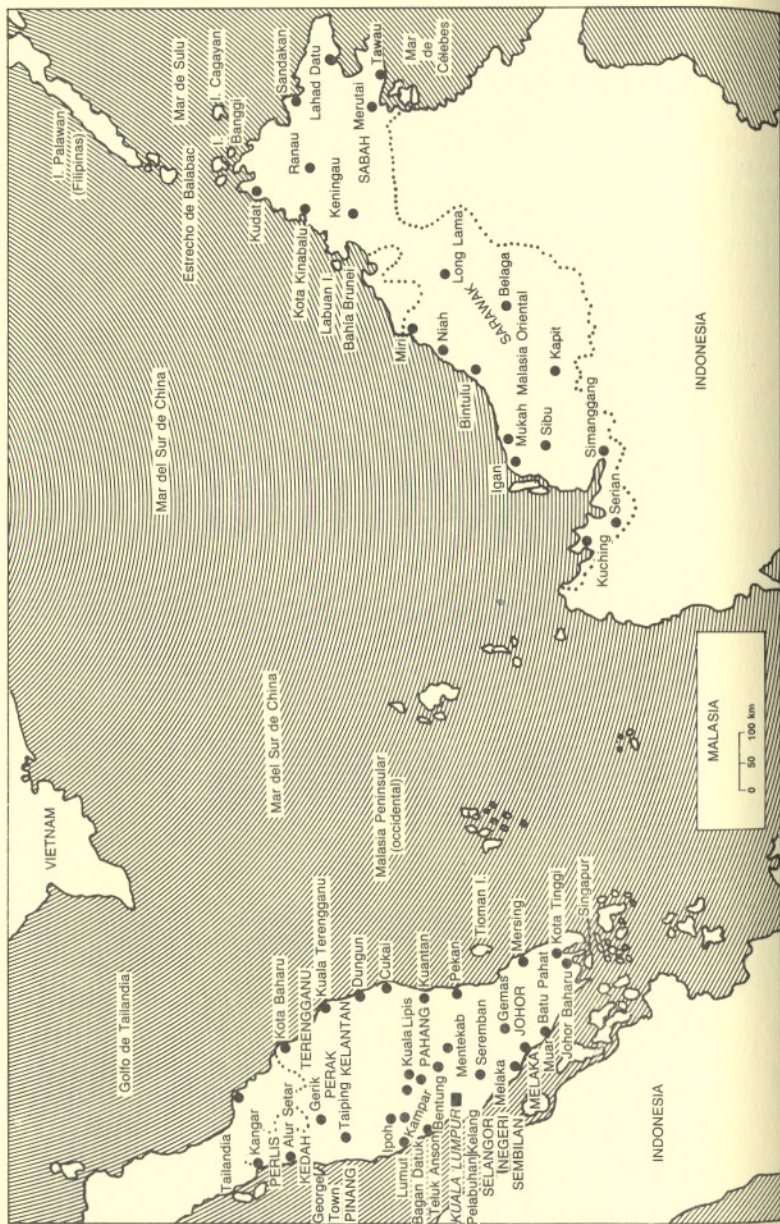 I. Palawan
(Filipinas)
Mar de Sulu
Estrecho de Balabac
I. Cagayan
I.
Banggi
Sandakan
Kudat
Lahad Datu
Ranau
Kota Kinabalu
Keningau
Merutai
Tawau
SABAH
Mar
de
Célebes
Labuan I.
Bahía Brunei
Miri
Long Lama
Niah
SARAWAK
Belaga
Bintulu
Mukah
Malasia Oriental
Kapit
Sibu
Igan
Simanggang
Serian
Kuching
INDONESIA
Mar del Sur de China
VIETNAM
Mar del Sur de China
Malasia Peninsular
(occidental)
Golfo de Tailandia
Tailandia
Kota Baharu
Kangar
PERLIS
Alur Setar
KEDAH
TERENGGANU
Kuala Terengganu
Gerik
PERAK
George
Town
Taiping
KELANTAN
PINANG
Dungun
Cukai
Ipoh
Kuala Lipis
Lumut
Kampar
PAHANG
Kuantan
Bagan Datuk
Teluk Anson
Bentung
Mentekab
Pekan
KUALA LUMPUR
Pelabuhan
Kelang
Seremban
Tioman I.
SELANGOR
NEGERI
SEMBILAN
Melaka
Gemas
MELAKA
JOHOR
Mersing
Muar
Batu Pahat
Kota Tinggi
Johor Baharu
Singapur
INDONESIA
MALASIA
0 50 100 km